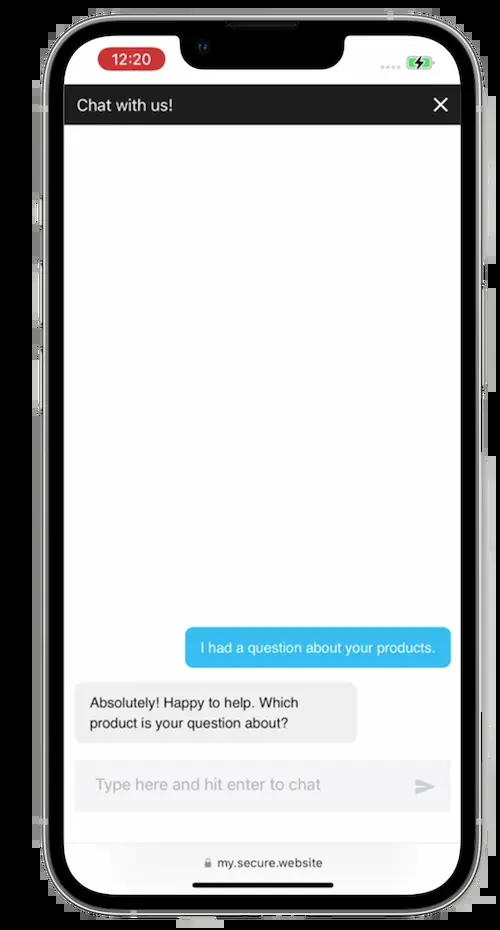 12:20
Chat with us!
I had a question about your products.
Absolutely! Happy to help. Which
product is your question about?
Type here and hit enter to chat
my.secure.website